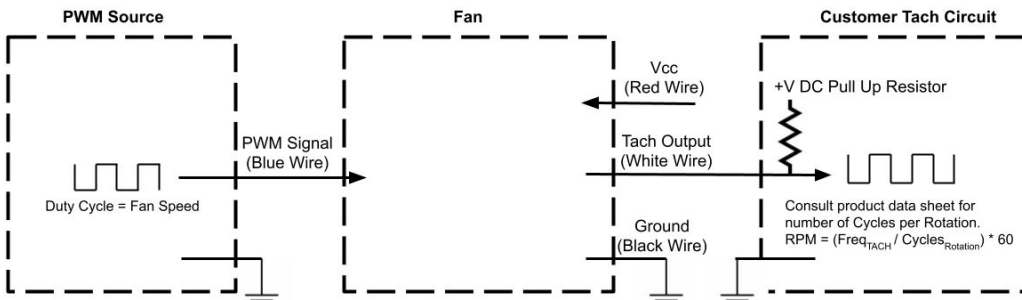 PWM Source
Fan
Customer Tach Circuit
Vcc
(Red Wire)
+V DC Pull Up Resistor
PWM Signal
(Blue Wire)
Tach Output
(White Wire)
Duty Cycle = Fan Speed
Consult product data sheet for
number of Cycles per Rotation.
RPM = (Freq_TACH / Cycles_Rotation) * 60
Ground
(Black Wire)